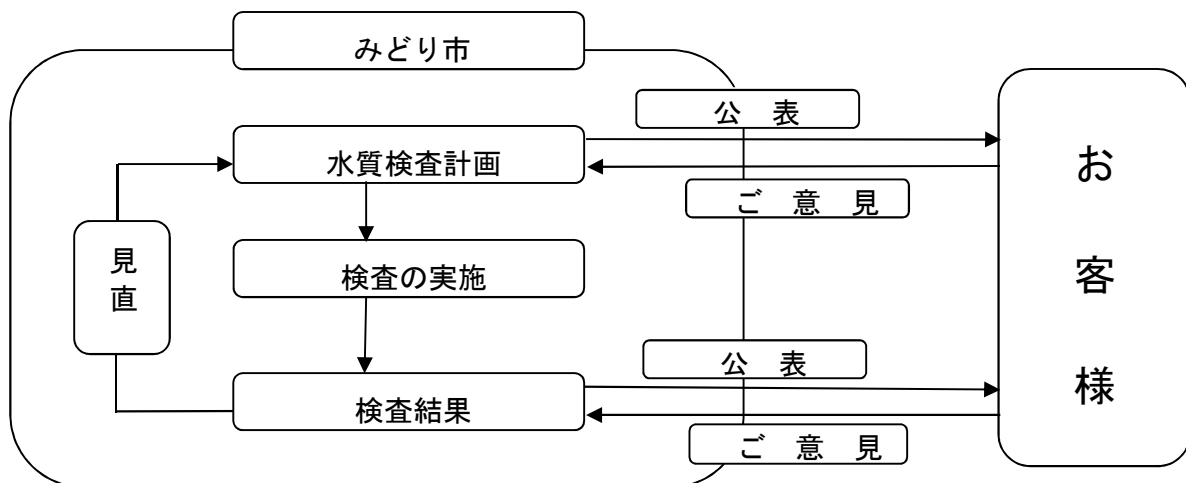 みどり市
公 表
水質検査計画
ご 意 見
お客様
見直
検査の実施
公 表
検査結果
ご 意 見